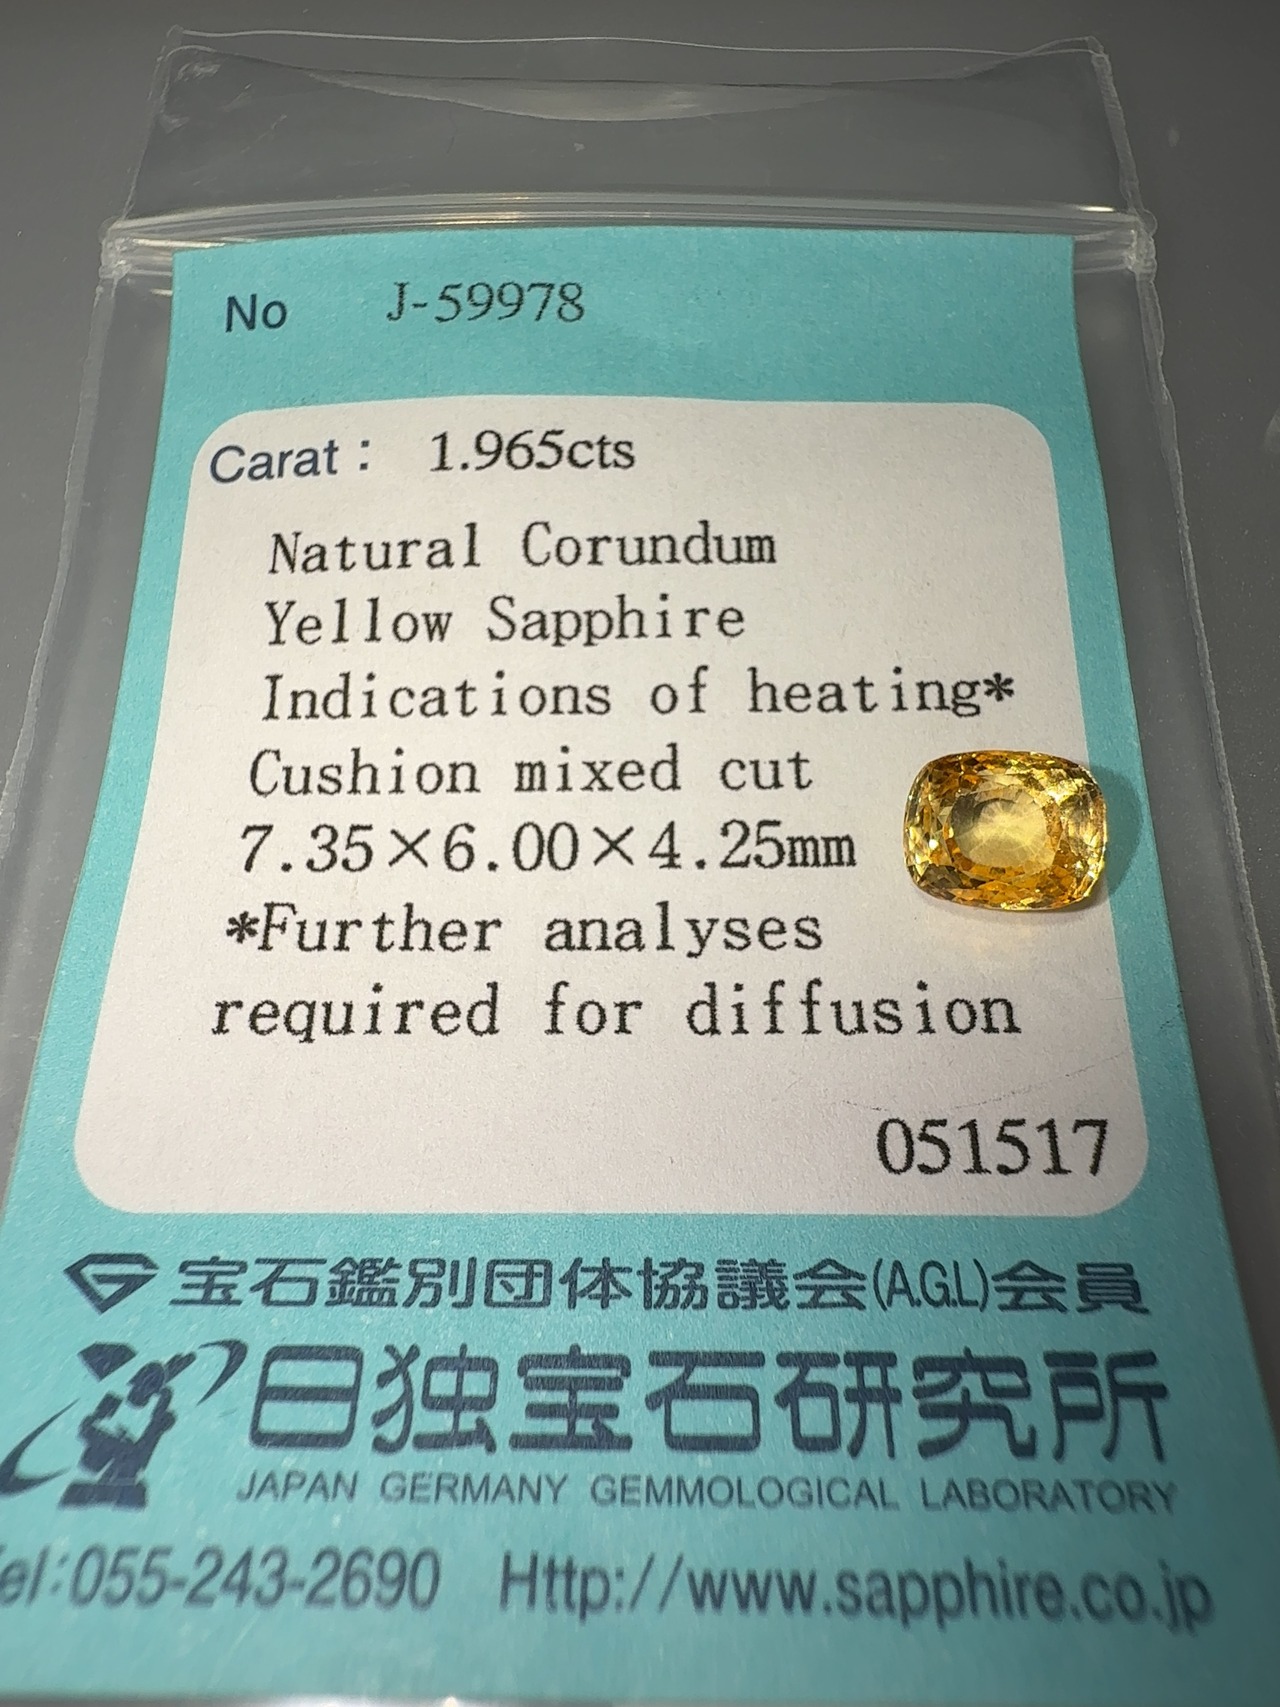 No J-59978
Carat: 1.965cts
Natural Corundum
Yellow Sapphire
Indications of heating*
Cushion mixed cut
7.35×6.00×4.25mm
*Further analyses
required for diffusion
051517
宝石鑑別団体協議会(A.G.L)会員
日独宝石研究所
JAPAN GERMANY GEMMOLOGICAL LABORATORY
Tel:055-243-2690 Http://www.sapphire.co.jp